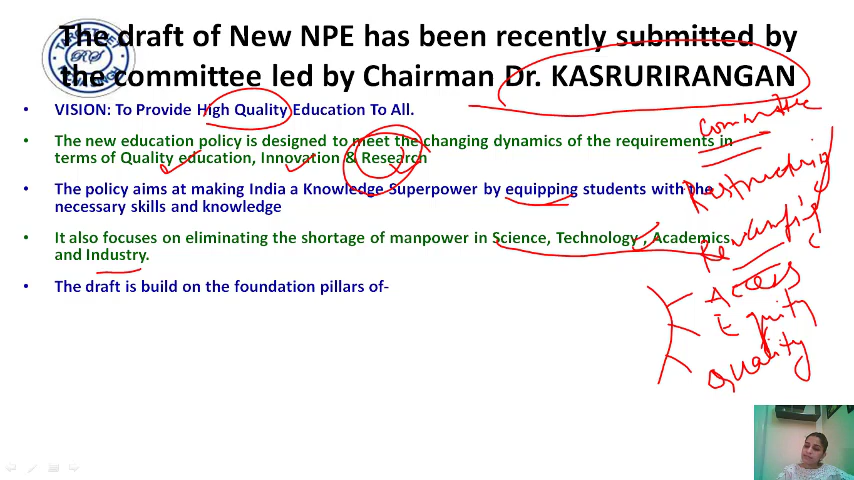 The draft of New NPE has been recently submitted by
the committee led by Chairman Dr. KASRURIRANGAN
• VISION: To Provide High Quality Education To All.
• The new education policy is designed to meet the changing dynamics of the requirements in
terms of Quality education, Innovation & Research
• The policy aims at making India a Knowledge Superpower by equipping students with the
necessary skills and knowledge
• It also focuses on eliminating the shortage of manpower in Science, Technology , Academics
and Industry.
• The draft is build on the foundation pillars of-
Committee
Access
Equity
Quality